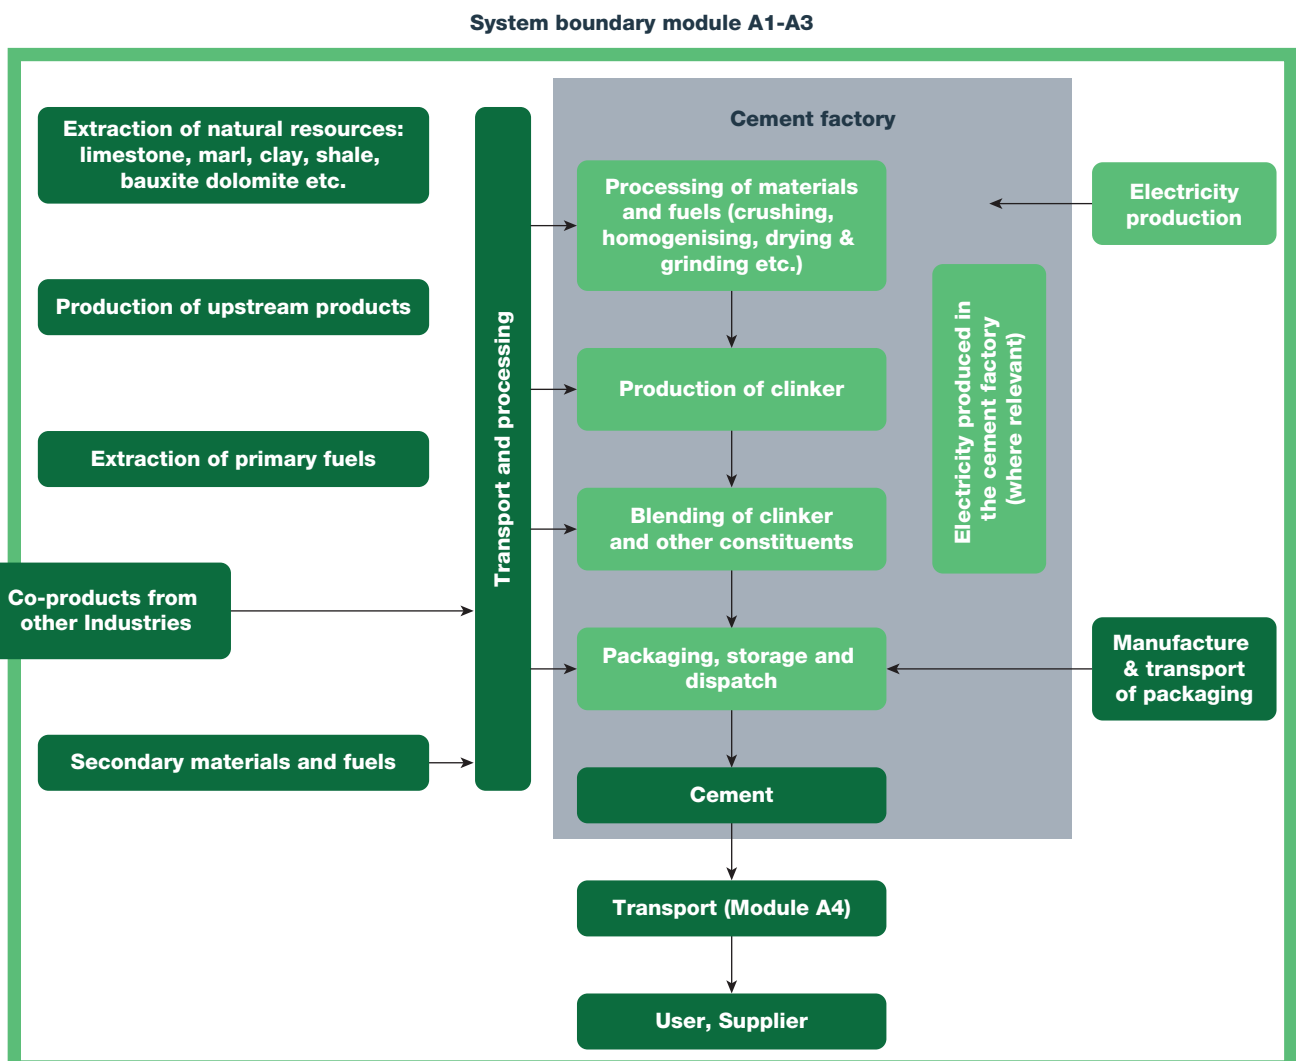 System boundary module A1-A3
Extraction of natural resources:
limestone, marl, clay, shale,
bauxite dolomite etc.
Production of upstream products
Extraction of primary fuels
Co-products from
other Industries
Secondary materials and fuels
Transport and processing
Cement factory
Processing of materials
and fuels (crushing,
homogenising, drying &
grinding etc.)
Production of clinker
Blending of clinker
and other constituents
Packaging, storage and
dispatch
Cement
Transport (Module A4)
User, Supplier
Electricity produced in
the cement factory
(where relevant)
Electricity
production
Manufacture
& transport
of packaging